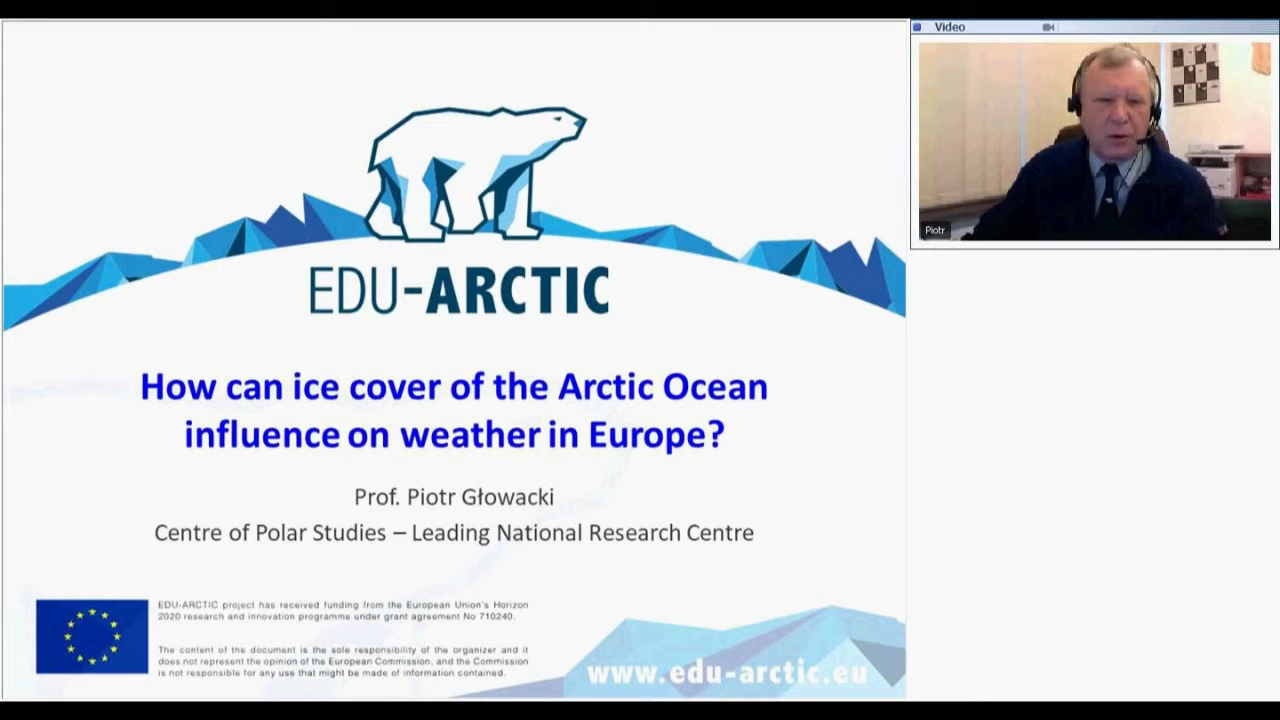 Video
Piotr
EDU-ARCTIC
How can ice cover of the Arctic Ocean
influence on weather in Europe?
Prof. Piotr Głowacki
Centre of Polar Studies – Leading National Research Centre
EDU-ARCTIC project has received funding from the European Union's Horizon
2020 research and innovation programme under grant agreement No 710240.
The content of the document is the sole responsibility of the organizer and it
does not represent the opinion of the European Commission, and the Commission
is not responsible for any use that might be made of information contained.
www.edu-arctic.eu